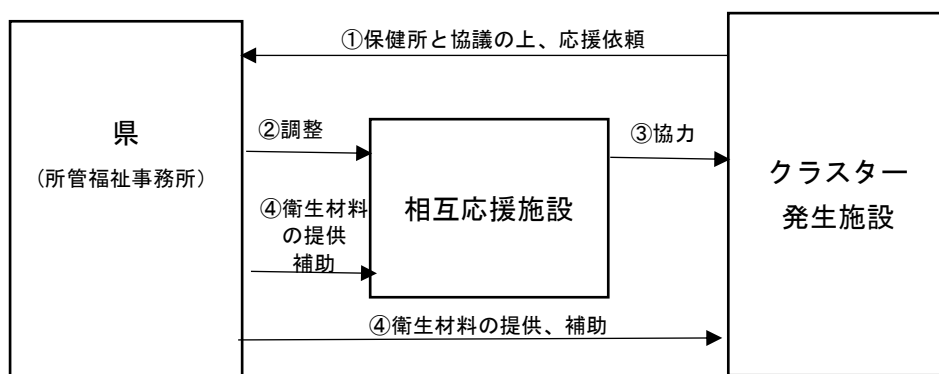 ①保健所と協議の上、応援依頼
県
（所管福祉事務所）
②調整
③協力
相互応援施設
クラスター
発生施設
④衛生材料
の提供
補助
④衛生材料の提供、補助